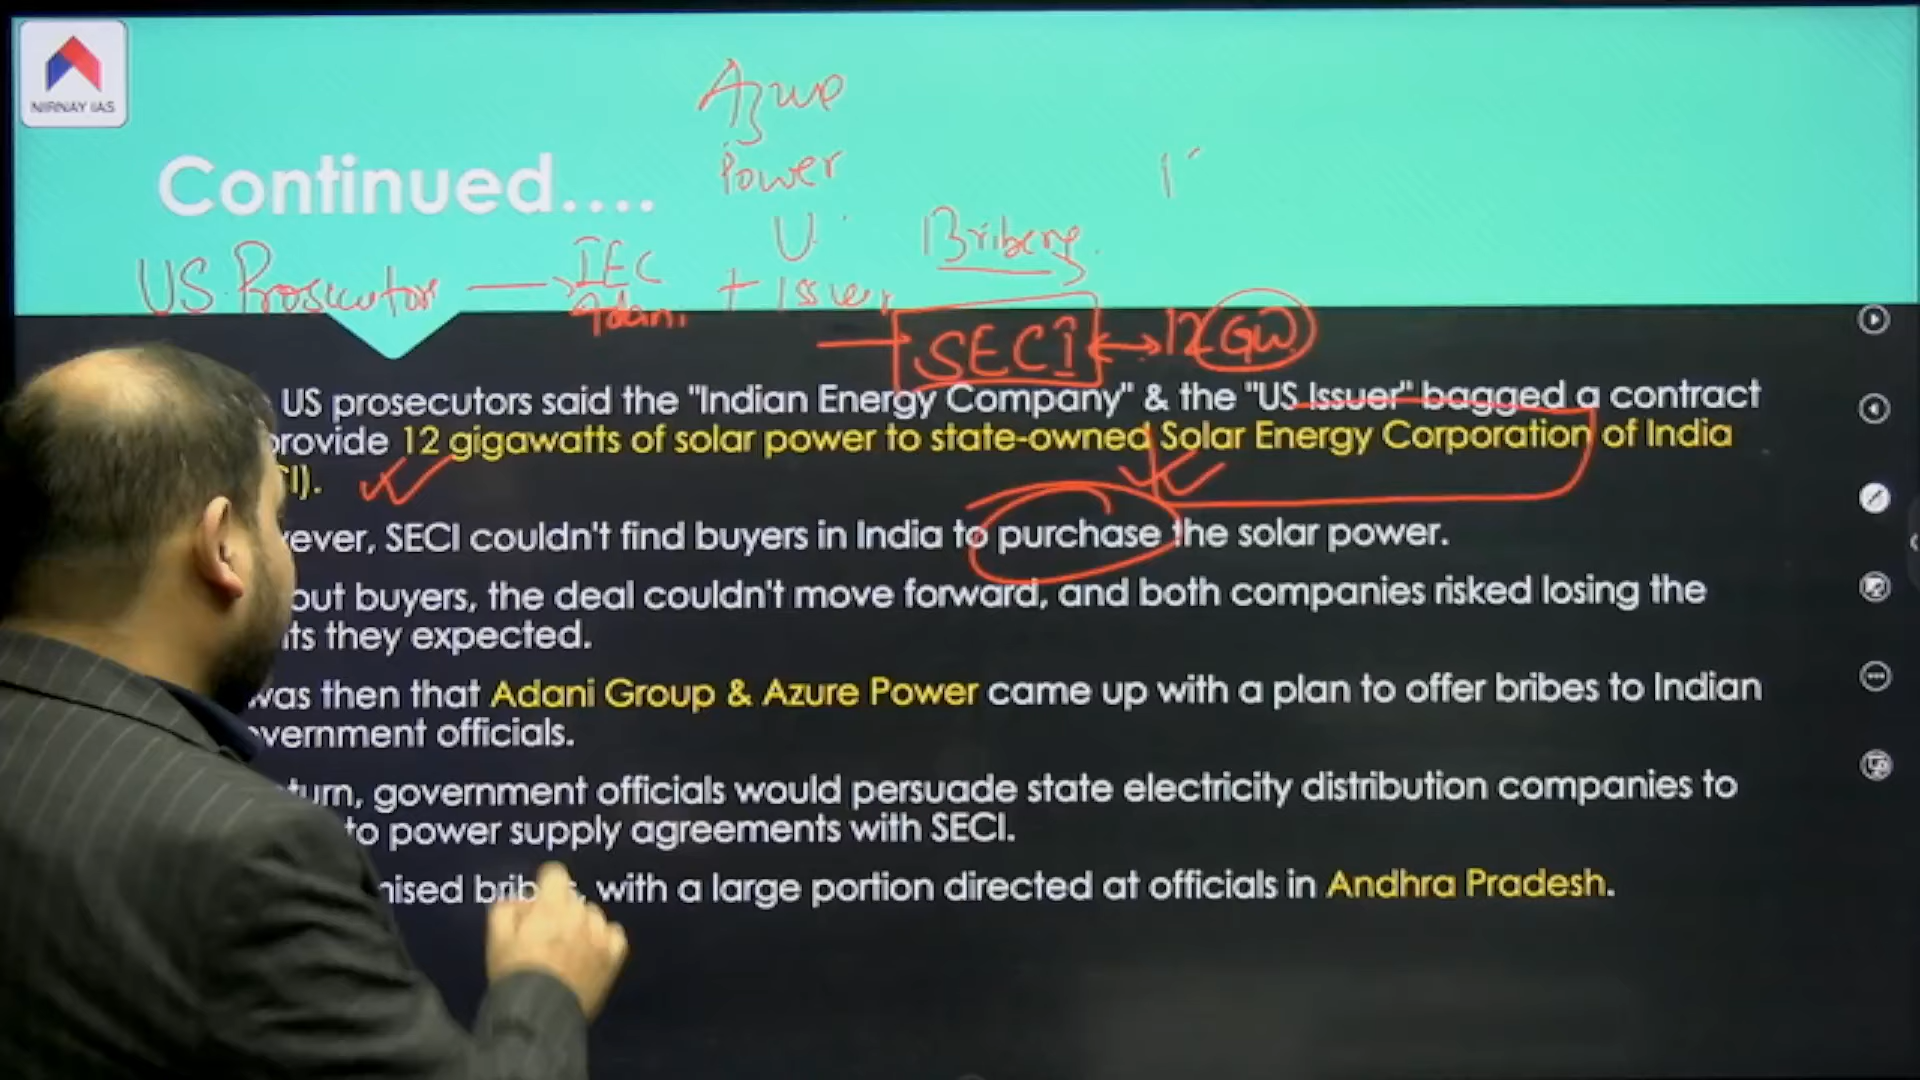 NIRNAY IAS
Azure
Power
Continued....
U
Bribery.
US Prosecutor → IEC + Issuer
Adani
SECI ↔ 12 GW
US prosecutors said the "Indian Energy Company" & the "US Issuer" bagged a contract
provide 12 gigawatts of solar power to state-owned Solar Energy Corporation of India
I).
ever, SECI couldn't find buyers in India to purchase the solar power.
out buyers, the deal couldn't move forward, and both companies risked losing the
ts they expected.
was then that Adani Group & Azure Power came up with a plan to offer bribes to Indian
vernment officials.
turn, government officials would persuade state electricity distribution companies to
to power supply agreements with SECI.
ised bribes, with a large portion directed at officials in Andhra Pradesh.